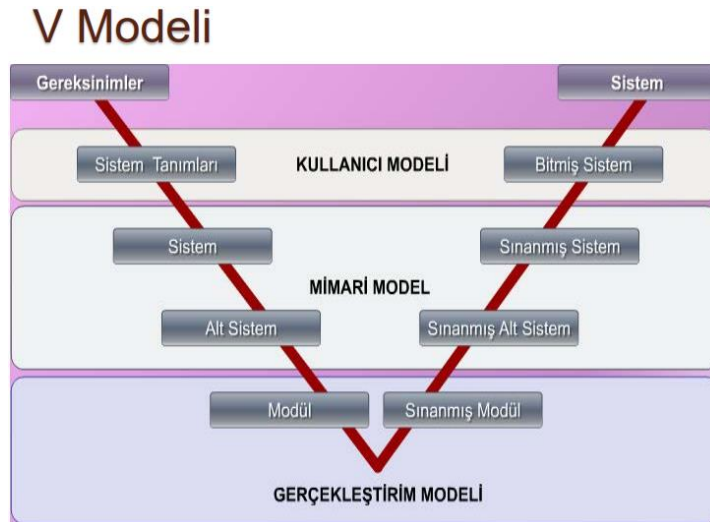 V Modeli
Gereksinimler
Sistem
Sistem Tanımları
KULLANICI MODELİ
Bitmiş Sistem
Sistem
Sınanmış Sistem
MİMARİ MODEL
Alt Sistem
Sınanmış Alt Sistem
Modül
Sınanmış Modül
GERÇEKLEŞTİRİM MODELİ